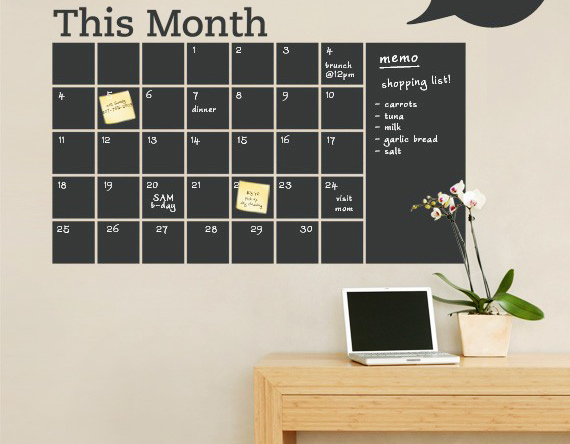 This Month
1 2 3 4
brunch
@12pm
4 5 6 7 8 9 10
dinner
11 12 13 14 15 16 17
18 19 20 21 2 23 24
SAM
b-day
visit
mom
25 26 27 28 29 30
memo
shopping list!
- carrots
- tuna
- milk
- garlic bread
- salt